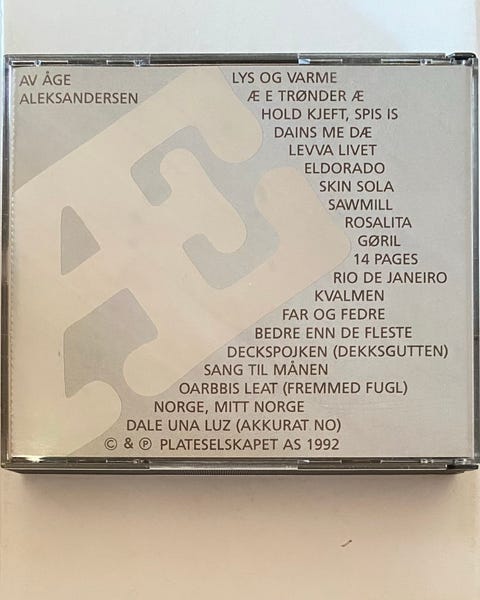 AV ÅGE
ALEKSANDERSEN
LYS OG VARME
Æ E TRØNDER Æ
HOLD KJEFT, SPIS IS
DAINS ME DÆ
LEVVA LIVET
ELDORADO
SKIN SOLA
SAWMILL
ROSALITA
GØRIL
14 PAGES
RIO DE JANEIRO
KVALMEN
FAR OG FEDRE
BEDRE ENN DE FLESTE
DECKSPOJKEN (DEKKSGUTTEN)
SANG TIL MÅNEN
OARBBIS LEAT (FREMMED FUGL)
NORGE, MITT NORGE
DALE UNA LUZ (AKKURAT NO)
© & ℗ PLATESELSKAPET AS 1992
Æ